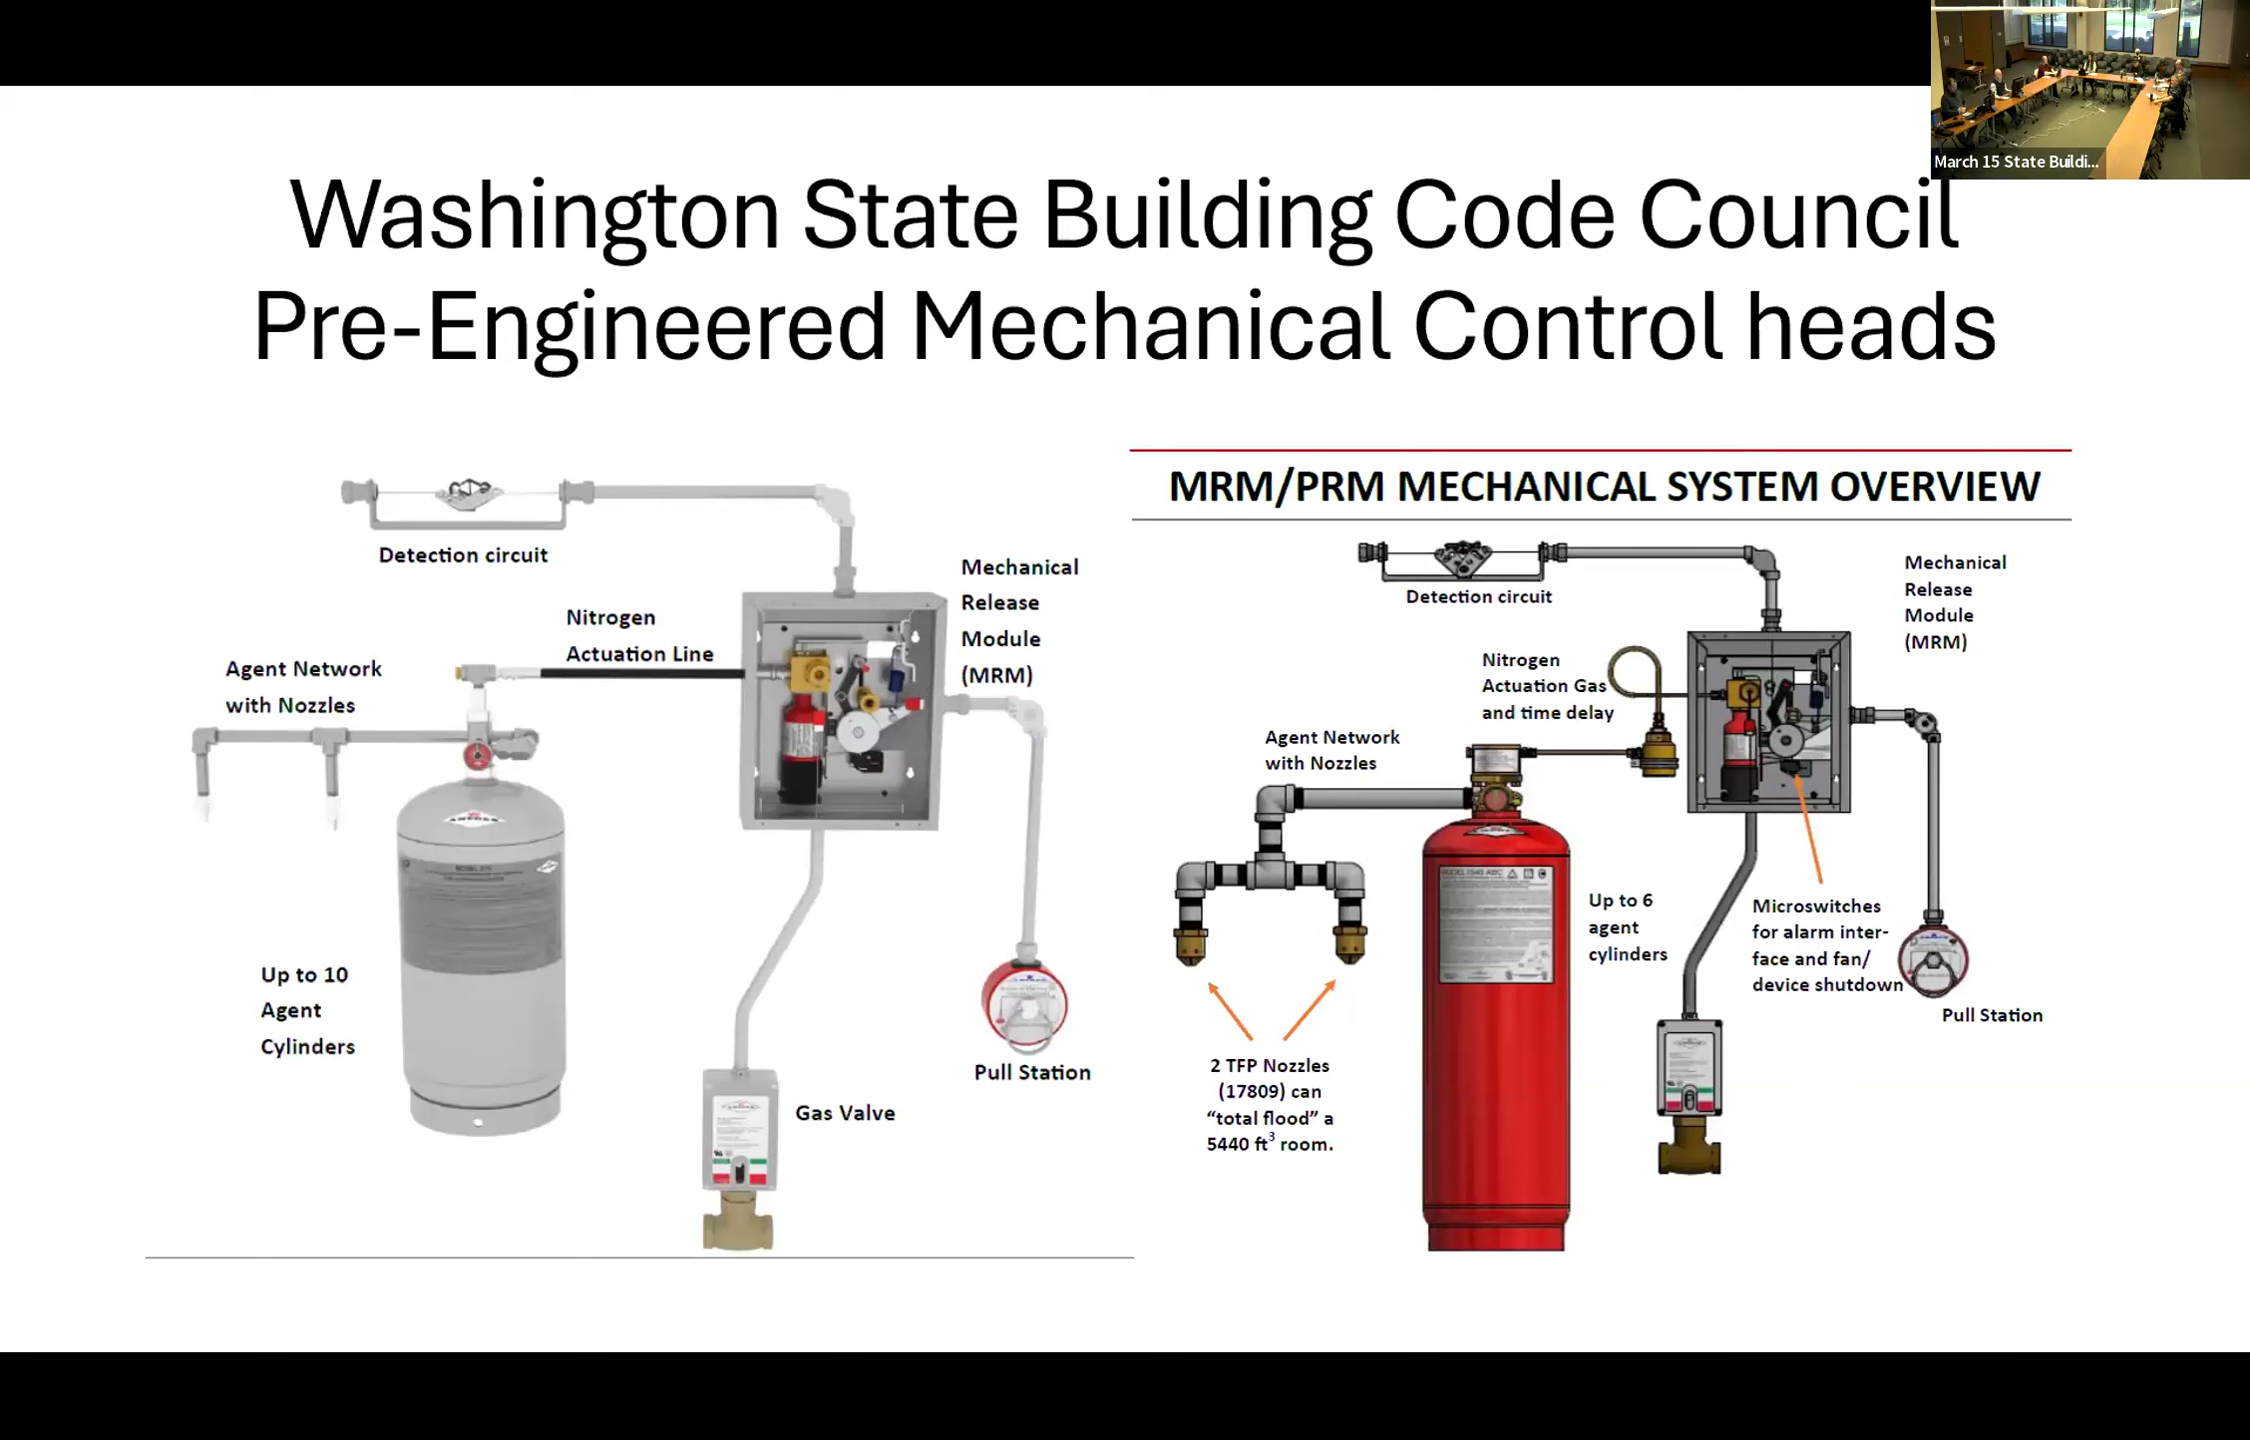 March 15 State Buildi...
Washington State Building Code Council
Pre-Engineered Mechanical Control heads
Detection circuit
Nitrogen
Actuation Line
Mechanical
Release
Module
(MRM)
Agent Network
with Nozzles
Up to 10
Agent
Cylinders
Pull Station
Gas Valve
MRM/PRM MECHANICAL SYSTEM OVERVIEW
Detection circuit
Mechanical
Release
Module
(MRM)
Nitrogen
Actuation Gas
and time delay
Agent Network
with Nozzles
Up to 6
agent
cylinders
Microswitches
for alarm inter-
face and fan/
device shutdown
Pull Station
2 TFP Nozzles
(17809) can
“total flood” a
5440 ft³ room.